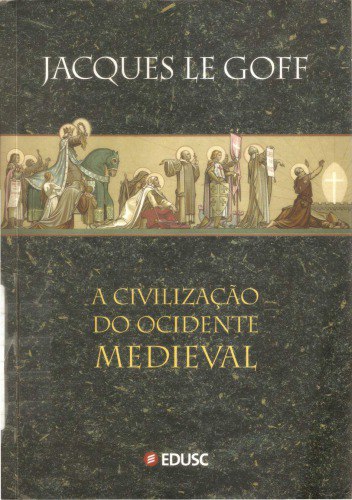 JACQUES LE GOFF
A CIVILIZAÇÃO
DO OCIDENTE
MEDIEVAL
EDUSC